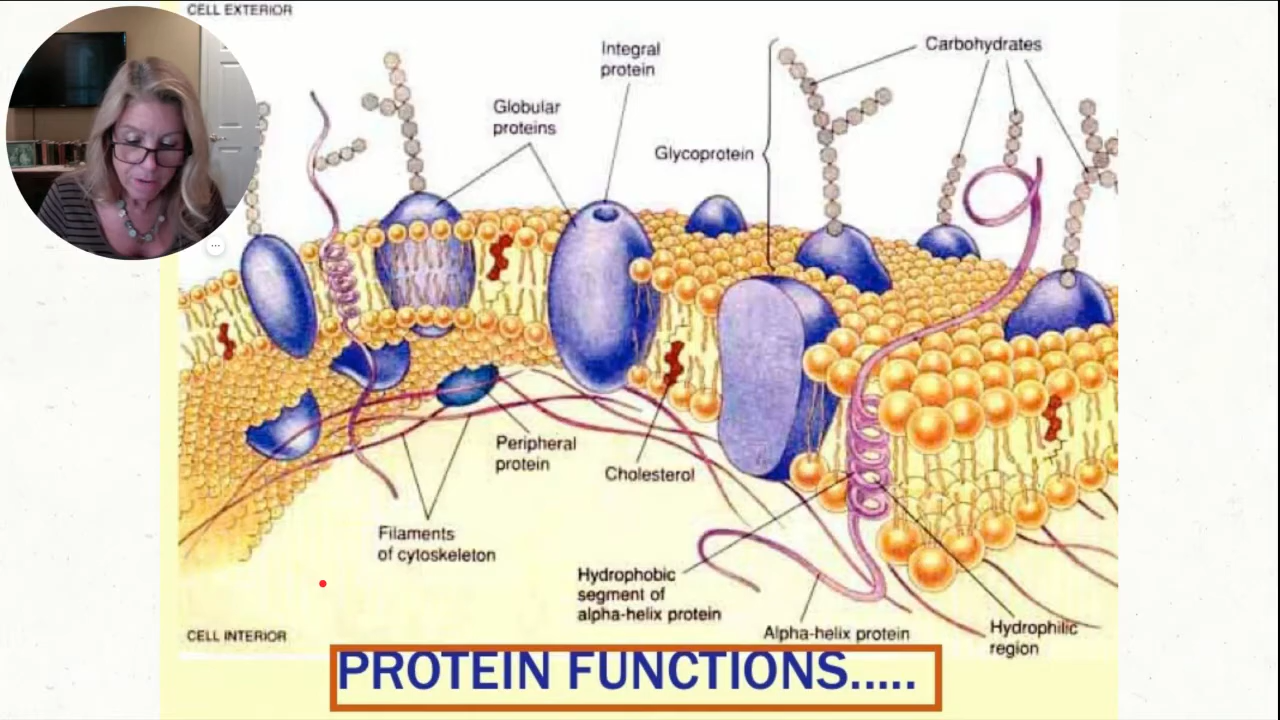 CELL EXTERIOR
Integral
protein
Carbohydrates
Globular
proteins
Glycoprotein
Peripheral
protein
Cholesterol
Filaments
of cytoskeleton
Hydrophobic
segment of
alpha-helix protein
Alpha-helix protein
Hydrophilic
region
CELL INTERIOR
PROTEIN FUNCTIONS.....